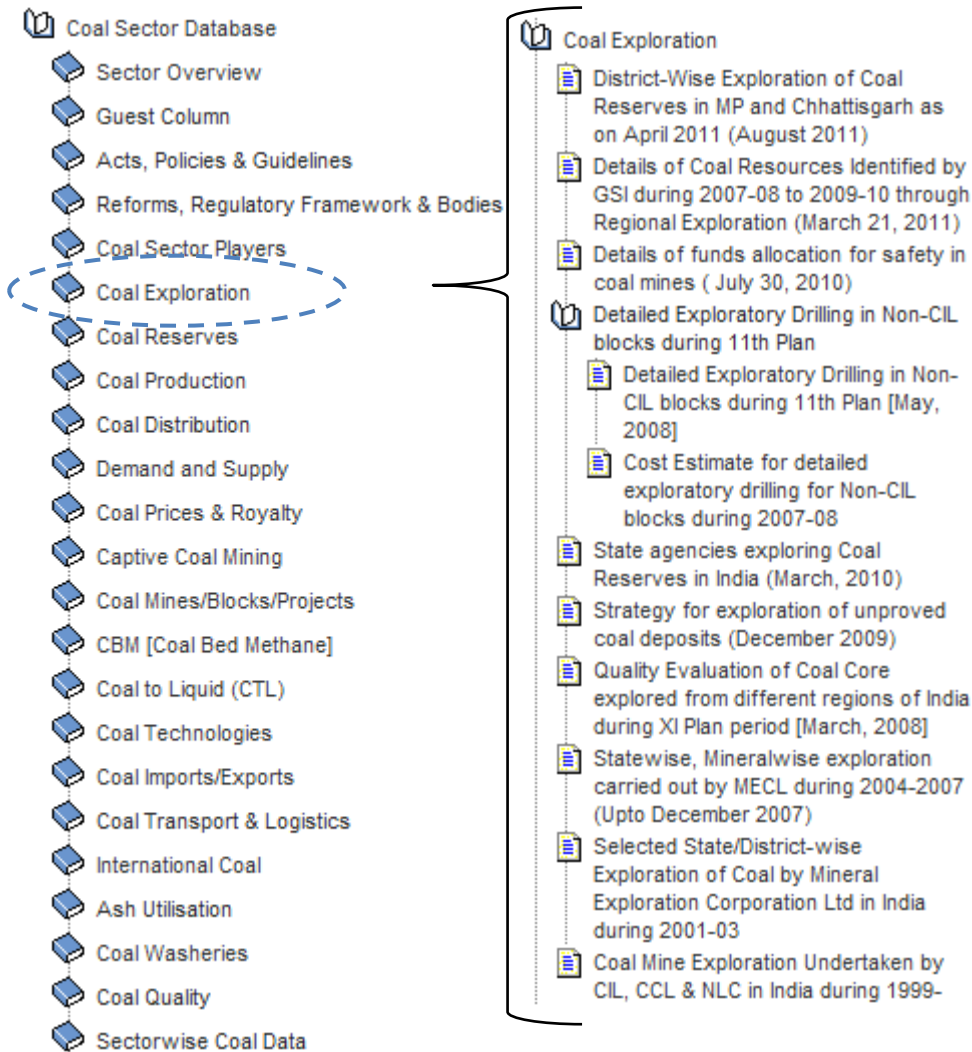 Coal Sector Database
Sector Overview
Guest Column
Acts, Policies & Guidelines
Reforms, Regulatory Framework & Bodies
Coal Sector Players
Coal Exploration
Coal Reserves
Coal Production
Coal Distribution
Demand and Supply
Coal Prices & Royalty
Captive Coal Mining
Coal Mines/Blocks/Projects
CBM [Coal Bed Methane]
Coal to Liquid (CTL)
Coal Technologies
Coal Imports/Exports
Coal Transport & Logistics
International Coal
Ash Utilisation
Coal Washeries
Coal Quality
Sectorwise Coal Data
Coal Exploration
District-Wise Exploration of Coal
Reserves in MP and Chhattisgarh as
on April 2011 (August 2011)
Details of Coal Resources Identified by
GSI during 2007-08 to 2009-10 through
Regional Exploration (March 21, 2011)
Details of funds allocation for safety in
coal mines ( July 30, 2010)
Detailed Exploratory Drilling in Non-CIL
blocks during 11th Plan
Detailed Exploratory Drilling in Non-
CIL blocks during 11th Plan [May,
2008]
Cost Estimate for detailed
exploratory drilling for Non-CIL
blocks during 2007-08
State agencies exploring Coal
Reserves in India (March, 2010)
Strategy for exploration of unproved
coal deposits (December 2009)
Quality Evaluation of Coal Core
explored from different regions of India
during XI Plan period [March, 2008]
Statewise, Mineralwise exploration
carried out by MECL during 2004-2007
(Upto December 2007)
Selected State/District-wise
Exploration of Coal by Mineral
Exploration Corporation Ltd in India
during 2001-03
Coal Mine Exploration Undertaken by
CIL, CCL & NLC in India during 1999-